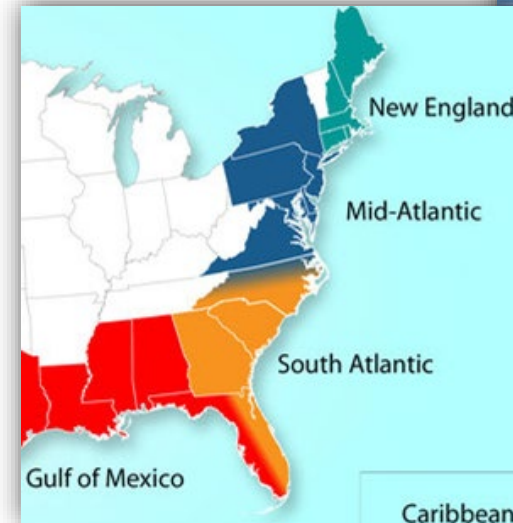 New England
Mid-Atlantic
South Atlantic
Gulf of Mexico
Caribbean